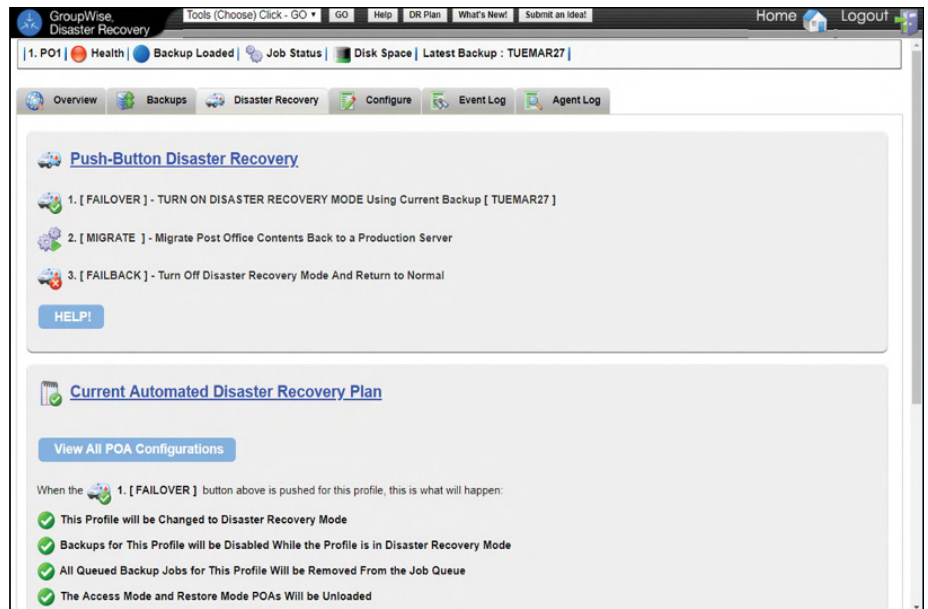 GroupWise, Disaster Recovery
Tools (Choose) Click - GO GO Help DR Plan What's New! Submit an Idea! Home Logout
|1. PO1| Health| Backup Loaded| Job Status| Disk Space| Latest Backup : TUEMAR27|
Overview Backups Disaster Recovery Configure Event Log Agent Log
Push-Button Disaster Recovery
1. [ FAILOVER ] - TURN ON DISASTER RECOVERY MODE Using Current Backup [ TUEMAR27 ]
2. [ MIGRATE ] - Migrate Post Office Contents Back to a Production Server
3. [ FAILBACK ] - Turn Off Disaster Recovery Mode And Return to Normal
HELP!
Current Automated Disaster Recovery Plan
View All POA Configurations
When the 1. [ FAILOVER ] button above is pushed for this profile, this is what will happen:
This Profile will be Changed to Disaster Recovery Mode
Backups for This Profile will be Disabled While the Profile is in Disaster Recovery Mode
All Queued Backup Jobs for This Profile Will be Removed From the Job Queue
The Access Mode and Restore Mode POAs Will be Unloaded